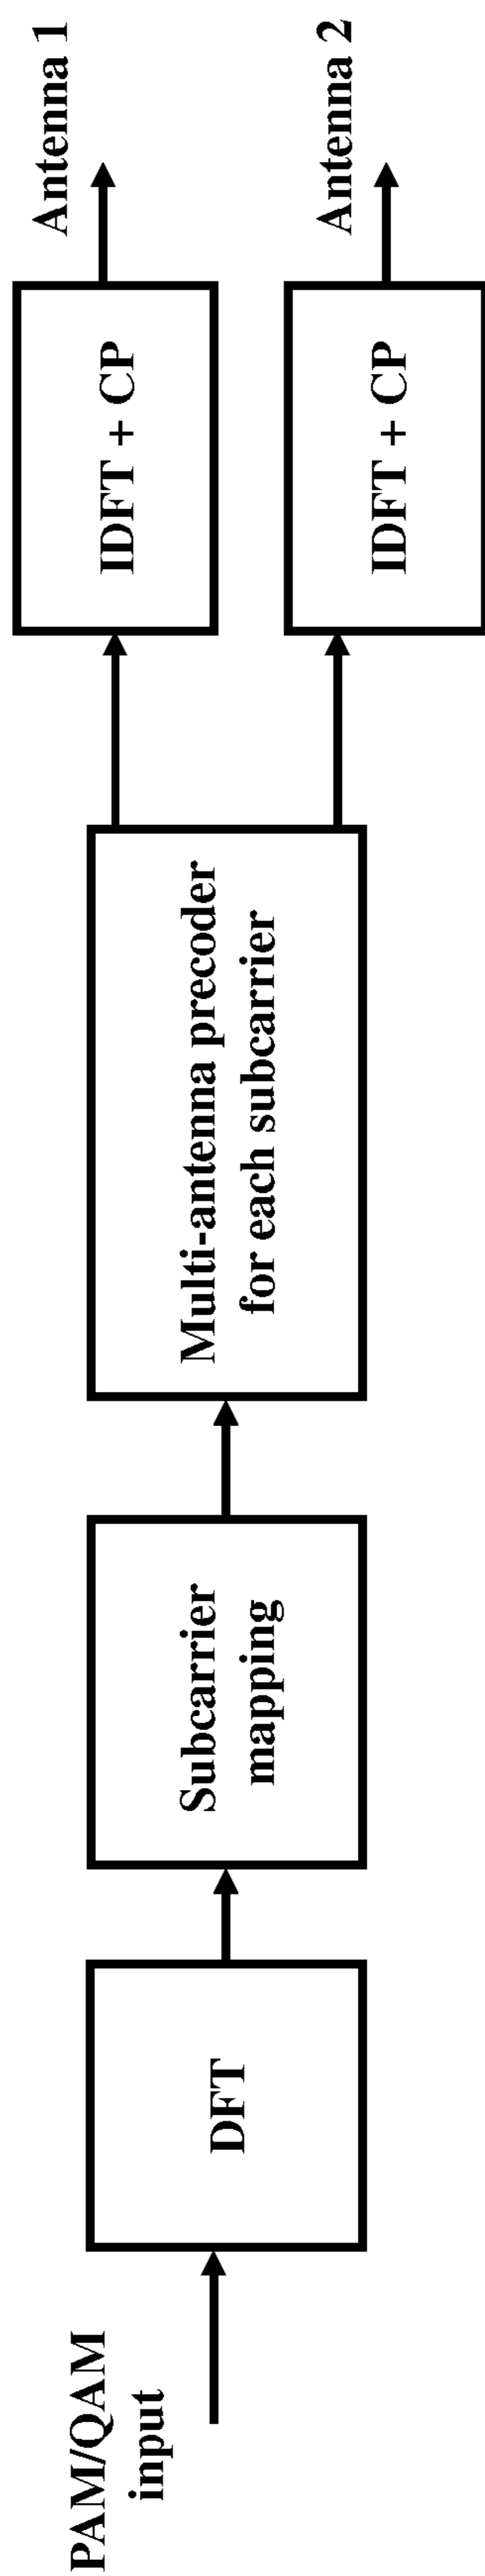 PAM/QAM
input
DFT
Subcarrier
mapping
Multi-antenna precoder
for each subcarrier
IDFT + CP
Antenna 1
IDFT + CP
Antenna 2